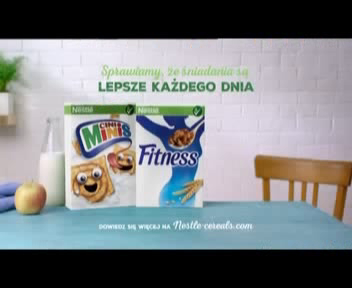 Sprawiamy, że śniadania są
LEPSZE KAŻDEGO DNIA
Nestlé
Nestlé
CINI
MINIS
Fitness
DOWIEDZ SIĘ WIĘCEJ NA Nestle-cereals.com